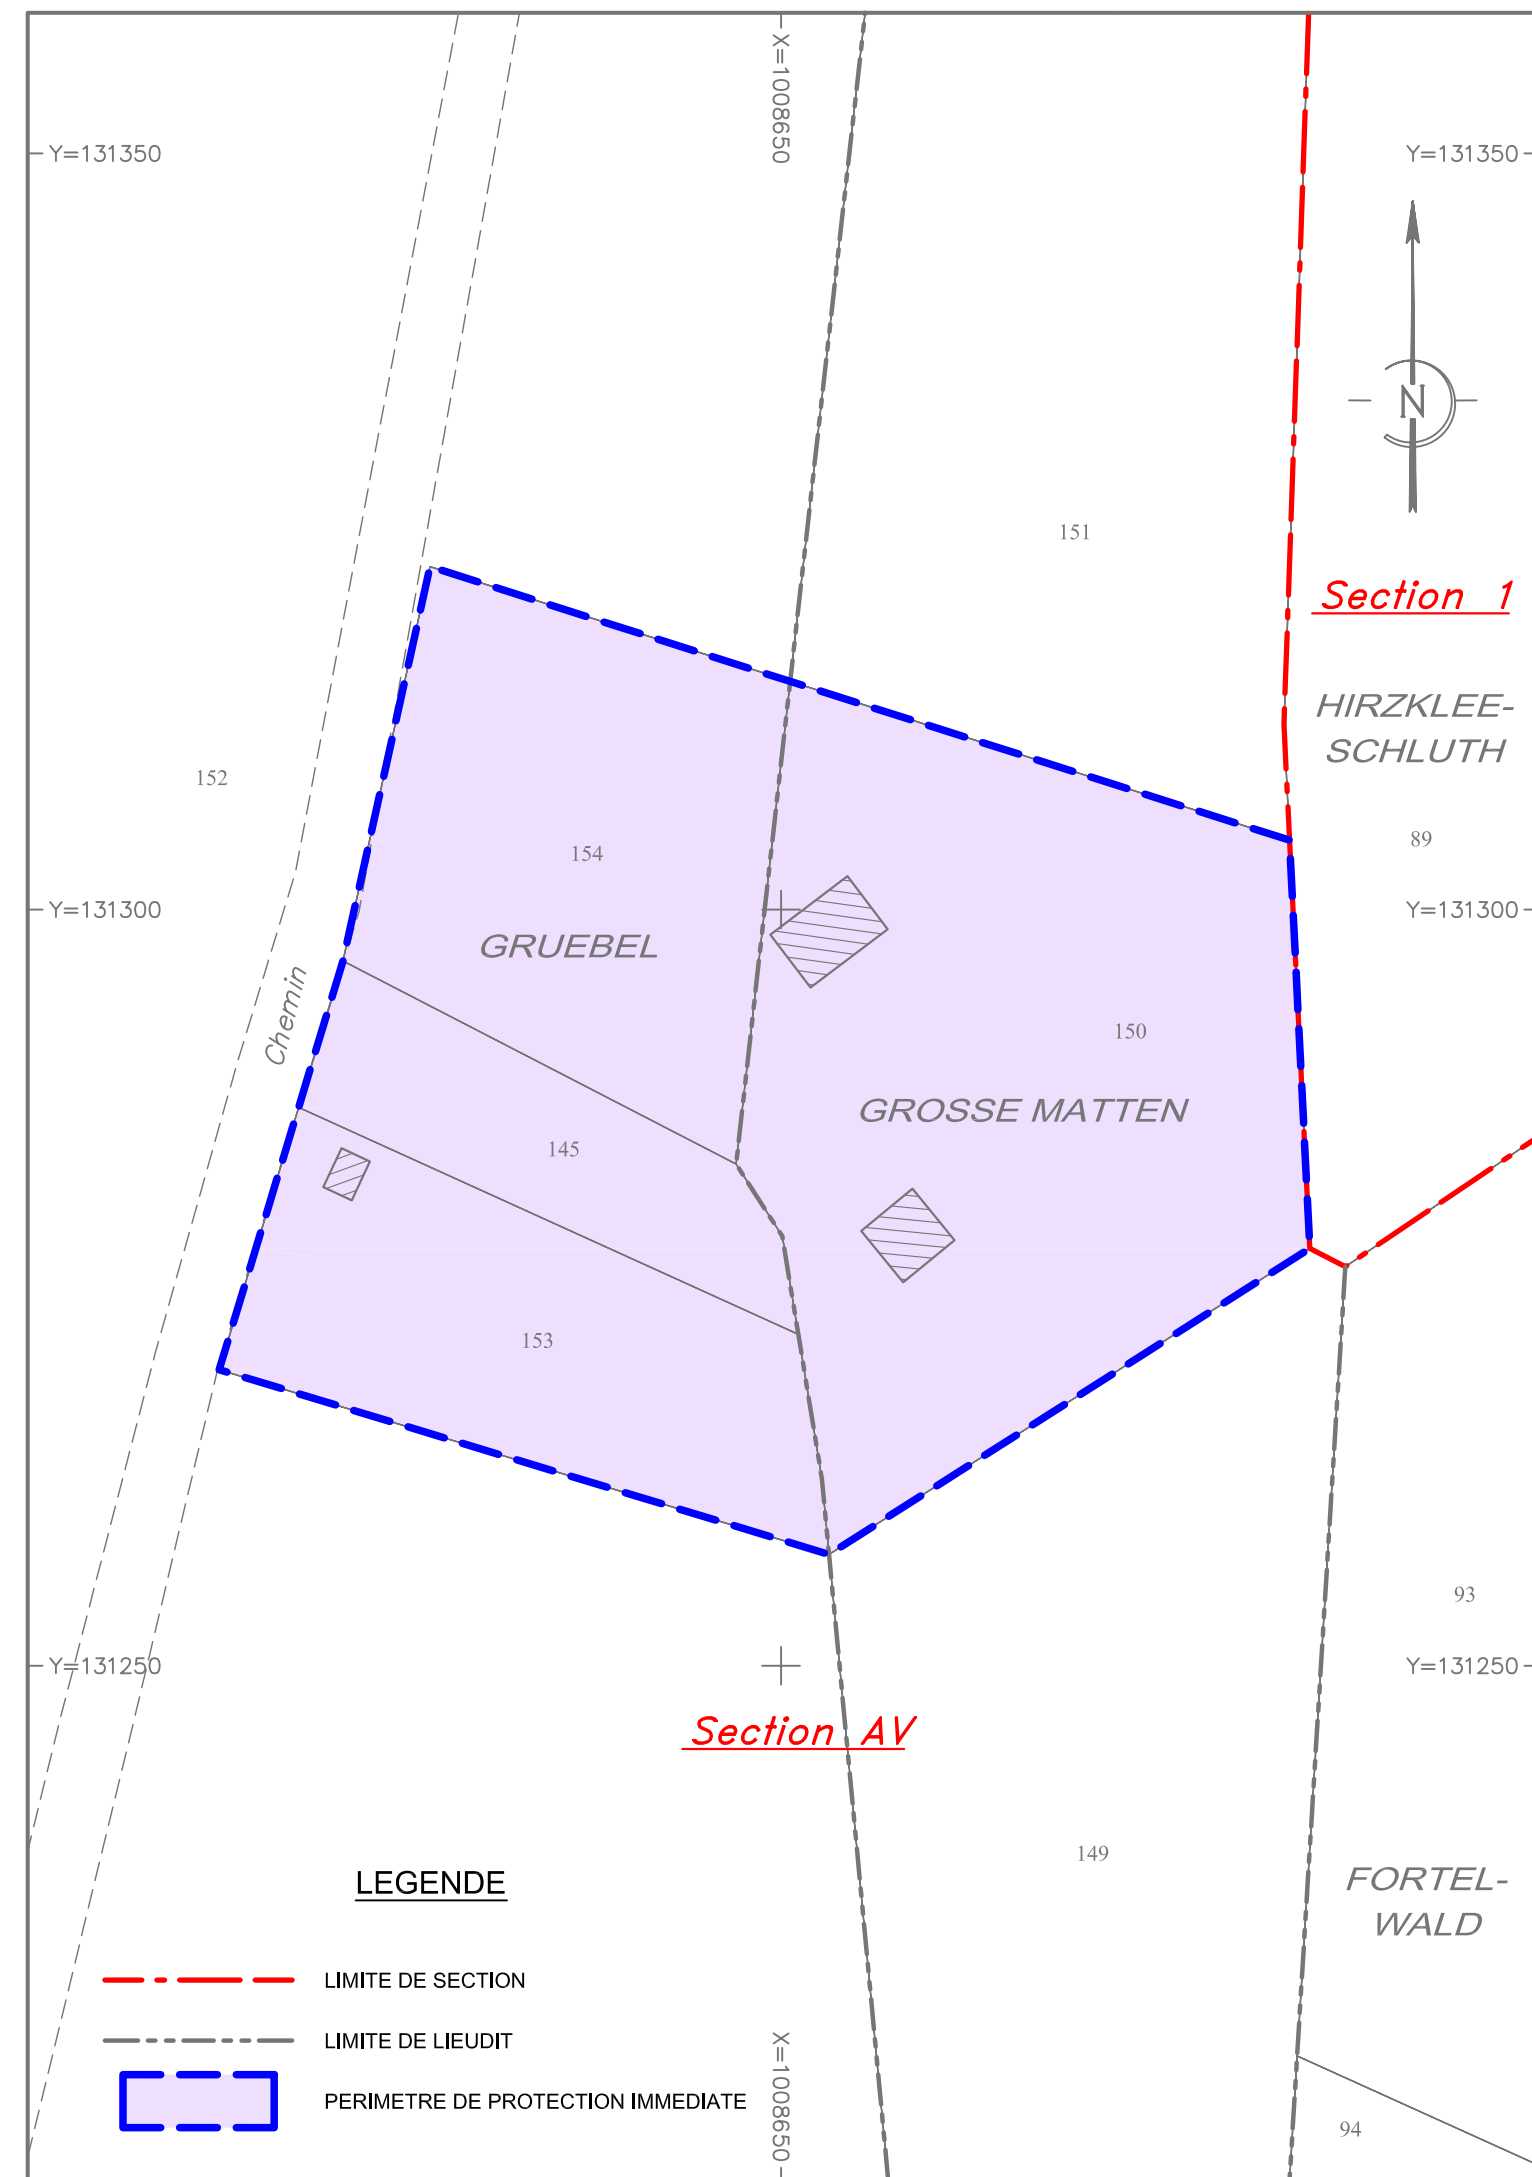 X=1008650
Y=131350
Y=131350
N
151
Section 1
HIRZKLEE-
SCHLUTH
152
154
89
Y=131300
Y=131300
GRUEBEL
Chemin
150
GROSSE MATTEN
145
153
93
Y=131250
Y=131250
Section AV
149
FORTEL-
WALD
LEGENDE
LIMITE DE SECTION
LIMITE DE LIEUDIT
PERIMETRE DE PROTECTION IMMEDIATE
X=1008650
94